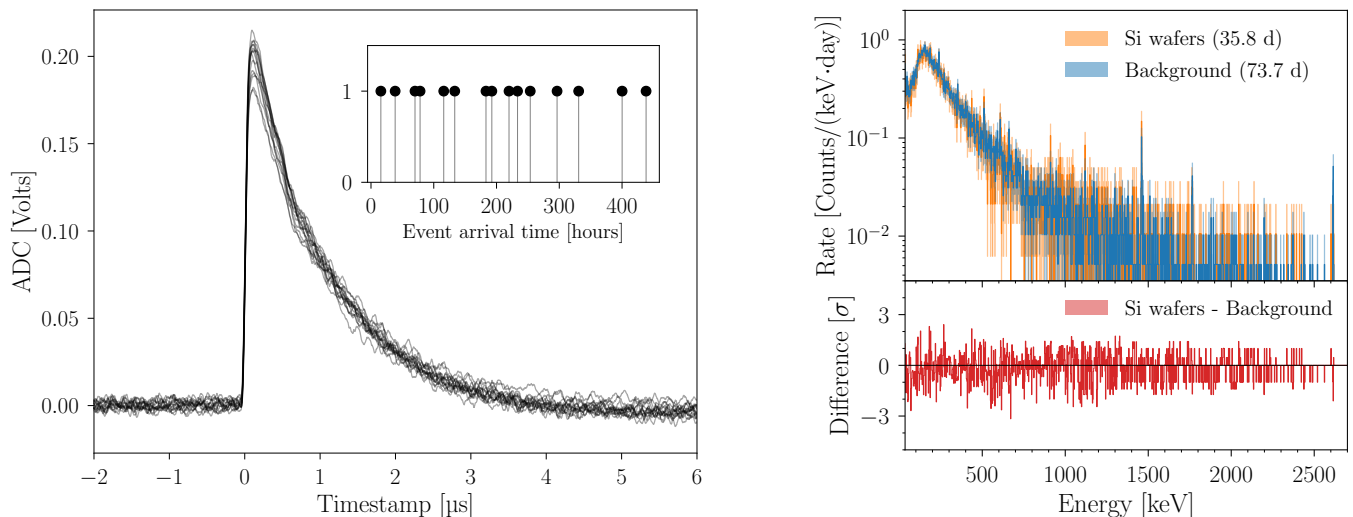 0.20
0.15
0.10
0.05
0.00
ADC [Volts]
−2 −1 0 1 2 3 4 5 6
Timestamp [µs]
1
0
0 100 200 300 400
Event arrival time [hours]
10⁰
10⁻¹
10⁻²
Rate [Counts/(keV·day)]
Si wafers (35.8 d)
Background (73.7 d)
3
0
−3
Difference [σ]
Si wafers - Background
500 1000 1500 2000 2500
Energy [keV]